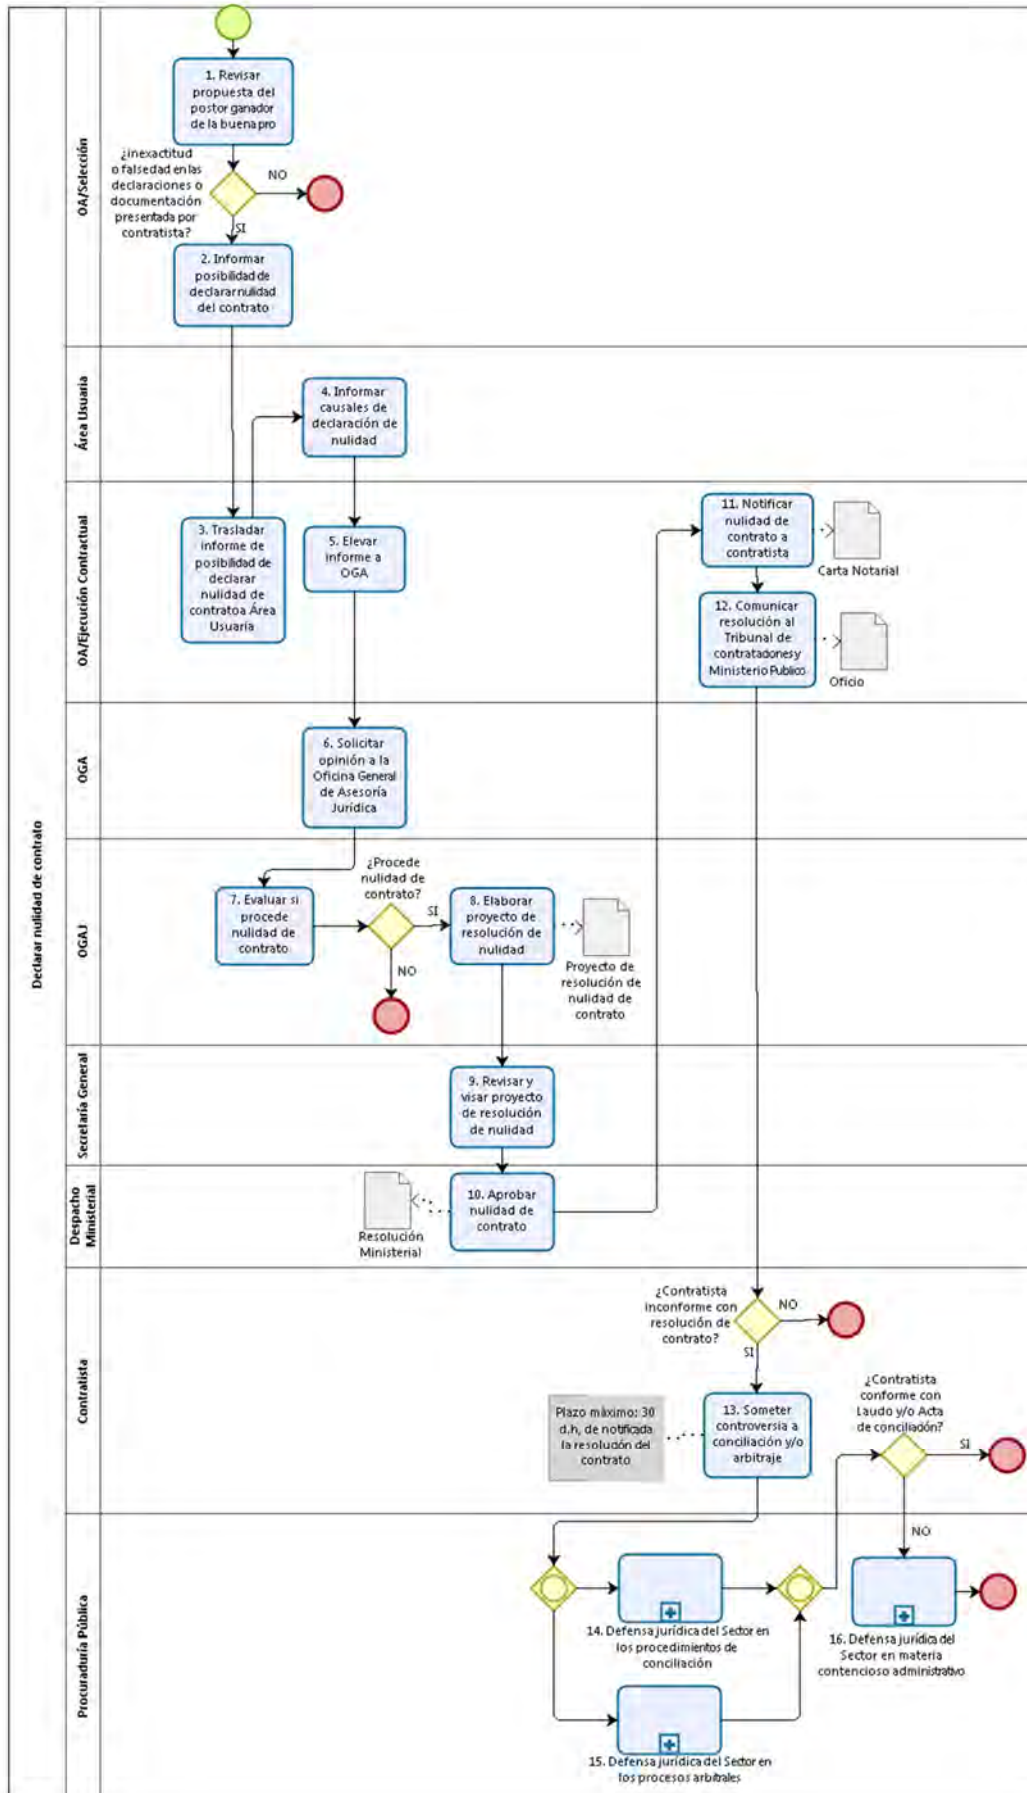 Declarar nulidad de contrato
OA/Selección
1. Revisar
propuesta del
postor ganador
de la buena pro
¿inexactitud
o falsedad en las
declaraciones o
documentación
presentada por
contratista?
NO
SI
2. Informar
posibilidad de
declarar nulidad
del contrato
Área Usuaria
4. Informar
causales de
declaración de
nulidad
OA/Ejecución Contractual
3. Trasladar
informe de
posibilidad de
declarar
nulidad de
contratoa Área
Usuaria
5. Elevar
informe a
OGA
11. Notificar
nulidad de
contrato a
contratista
Carta Notarial
12. Comunicar
resolución al
Tribunal de
contratadones y
Ministerio Publico
Oficio
OGA
6. Solicitar
opinión a la
Oficina General
de Asesoría
Jurídica
OGAJ
7. Evaluar si
procede
nulidad de
contrato
¿Procede
nulidad de
contrato?
SI
NO
8. Elaborar
proyecto de
resolución de
nulidad
Proyecto de
resolución de
nulidad de
contrato
Secretaría General
9. Revisar y
visar proyecto
de resolución
de nulidad
Despacho
Ministerial
10. Aprobar
nulidad de
contrato
Resolución
Ministerial
Contratista
¿Contratista
inconforme con
resolución de
contrato?
NO
SI
Plazo máximo: 30
d.h, de notificada
la resolución del
contrato
13. Someter
controversia a
conciliación y/o
arbitraje
¿Contratista
conforme con
Laudo y/o Acta
de conciliación?
SI
NO
Procuraduría Pública
14. Defensa jurídica del Sector en
los procedimientos de
conciliación
15. Defensa jurídica del Sector en
los procesos arbitrales
16. Defensa jurídica del
Sector en materia
contencioso administrativo